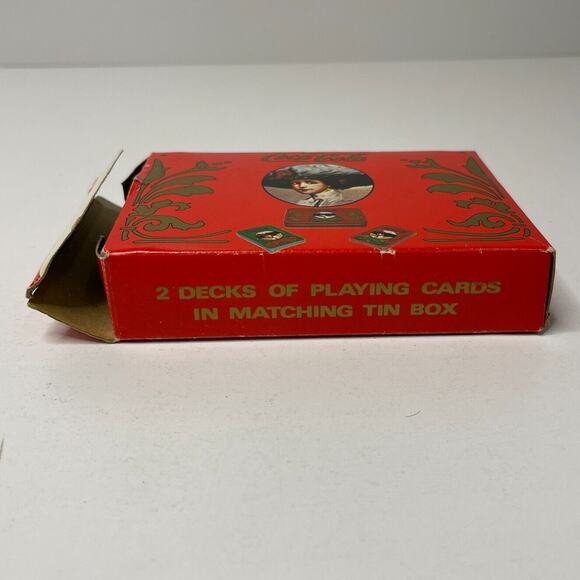 Coca-Cola
2 DECKS OF PLAYING CARDS
IN MATCHING TIN BOX